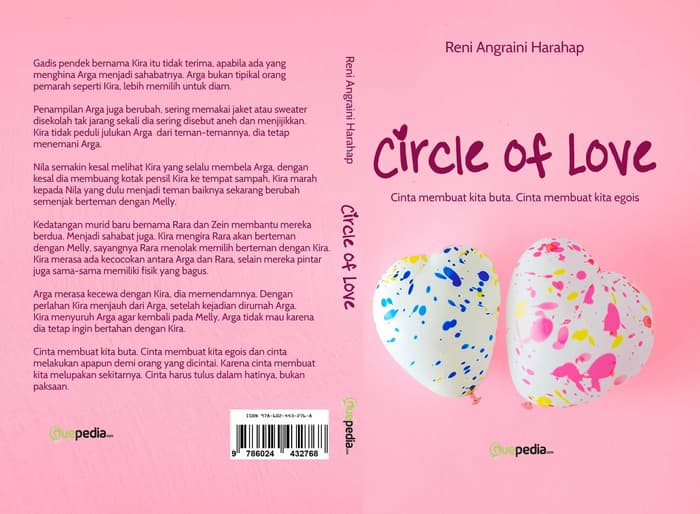 Gadis pendek bernama Kira itu tidak terima, apabila ada yang
menghina Arga menjadi sahabatnya. Arga bukan tipikal orang
pemarah seperti Kira, lebih memilih untuk diam.
Penampilan Arga juga berubah, sering memakai jaket atau sweater
disekolah tak jarang sekali dia sering disebut aneh dan menjijikkan.
Kira tidak peduli julukan Arga dari teman-temannya, dia tetap
menemani Arga.
Nila semakin kesal melihat Kira yang selalu membela Arga, dengan
kesal dia membuang kotak pensil Kira ke tempat sampah. Kira marah
kepada Nila yang dulu menjadi teman baiknya sekarang berubah
semenjak berteman dengan Melly.
Kedatangan murid baru bernama Rara dan Zein membantu mereka
berdua. Menjadi sahabat juga. Kira mengira Rara akan berteman
dengan Melly, sayangnya Rara menolak memilih berteman dengan Kira.
Kira merasa ada kecocokan antara Arga dan Rara, selain mereka pintar
juga sama-sama memiliki fisik yang bagus.
Arga merasa kecewa dengan Kira, dia memendamnya. Dengan
perlahan Kira menjauh dari Arga, setelah kejadian dirumah Arga.
Kira menyuruh Arga agar kembali pada Melly, Arga tidak mau karena
dia tetap ingin bertahan dengan Kira.
Cinta membuat kita buta. Cinta membuat kita egois dan cinta
melakukan apapun demi orang yang dicintai. Karena cinta membuat
kita melupakan sekitarnya. Cinta harus tulus dalam hatinya, bukan
paksaan.
guepedia.com
ISBN 978-602-443-276-8
9 786024 432768
Reni Angraini Harahap
Circle of Love
guepedia.com
Reni Angraini Harahap
Circle of Love
Cinta membuat kita buta. Cinta membuat kita egois
guepedia.com